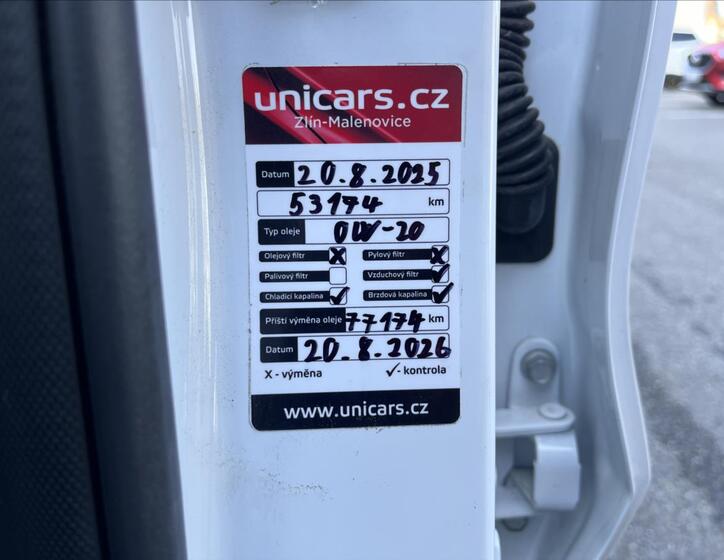 unicars.cz
Zlín-Malenovice
Datum 20.8.2025
53174 km
Typ oleje 0W-20
Olejový filtr X Pylový filtr X
Palivový filtr Vzduchový filtr ✓
Chladicí kapalina ✓ Brzdová kapalina ✓
Příští výměna oleje 77174 km
Datum 20.8.2026
X - výměna ✓- kontrola
www.unicars.cz